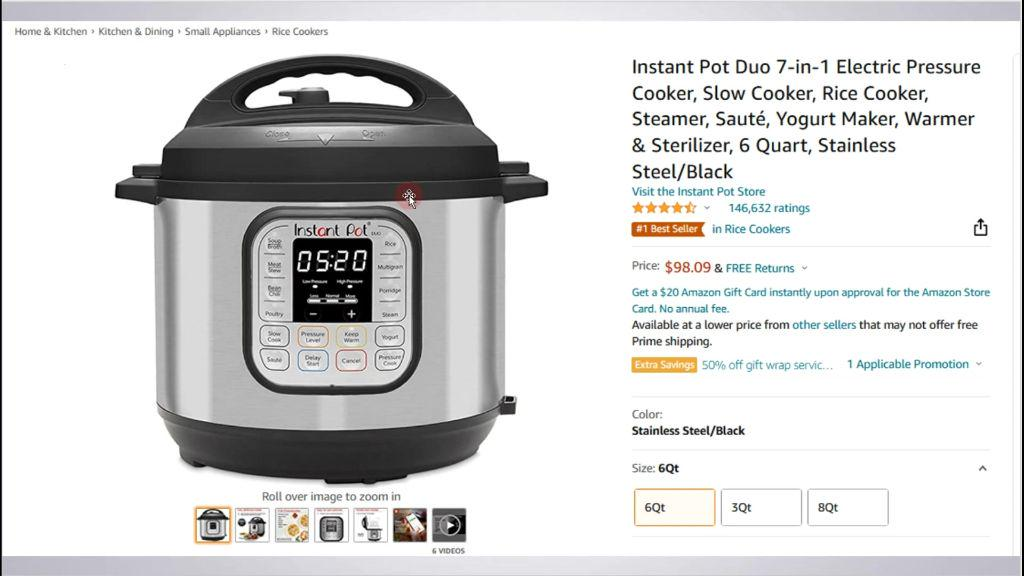 Home & Kitchen › Kitchen & Dining › Small Appliances › Rice Cookers
Close Open
Instant Pot DUO
Soup Broth
Meat Stew
Bean Chili
Poultry
Slow Cook
Sauté
05:20
Low Pressure High Pressure
Less Normal More
− +
Pressure Level
Keep Warm
Delay Start
Cancel
Rice
Multigrain
Porridge
Steam
Yogurt
Pressure Cook
Roll over image to zoom in
6 VIDEOS
Instant Pot Duo 7-in-1 Electric Pressure
Cooker, Slow Cooker, Rice Cooker,
Steamer, Sauté, Yogurt Maker, Warmer
& Sterilizer, 6 Quart, Stainless
Steel/Black
Visit the Instant Pot Store
146,632 ratings
#1 Best Seller in Rice Cookers
Price: $98.09 & FREE Returns
Get a $20 Amazon Gift Card instantly upon approval for the Amazon Store
Card. No annual fee.
Available at a lower price from other sellers that may not offer free
Prime shipping.
Extra Savings 50% off gift wrap servic… 1 Applicable Promotion
Color:
Stainless Steel/Black
Size: 6Qt
6Qt 3Qt 8Qt